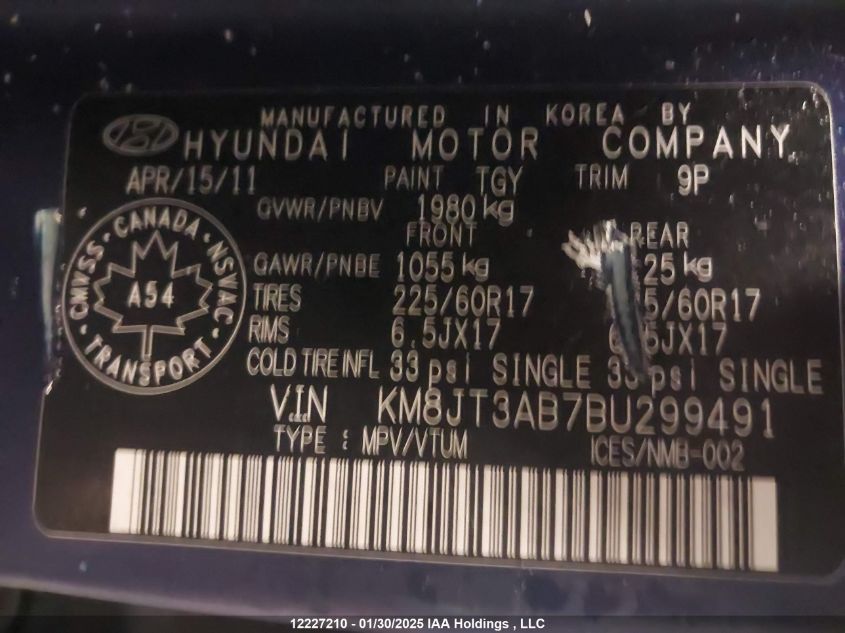 MANUFACTURED IN KOREA BY
HYUNDAI MOTOR COMPANY
APR/15/11 PAINT TGY TRIM 9P
GVWR/PNBV 1980 kg
FRONT REAR
GAWR/PNBE 1055 kg 25 kg
TIRES 225/60R17 5/60R17
RIMS 6.5JX17 6.5JX17
COLD TIRE INFL 33 psi SINGLE 33 psi SINGLE
VIN KM8JT3AB7BU299491
TYPE : MPV/VTUM ICES/NMB-002
CMVSS • CANADA • NSVAC
A54
• TRANSPORT •
12227210 - 01/30/2025 IAA Holdings , LLC